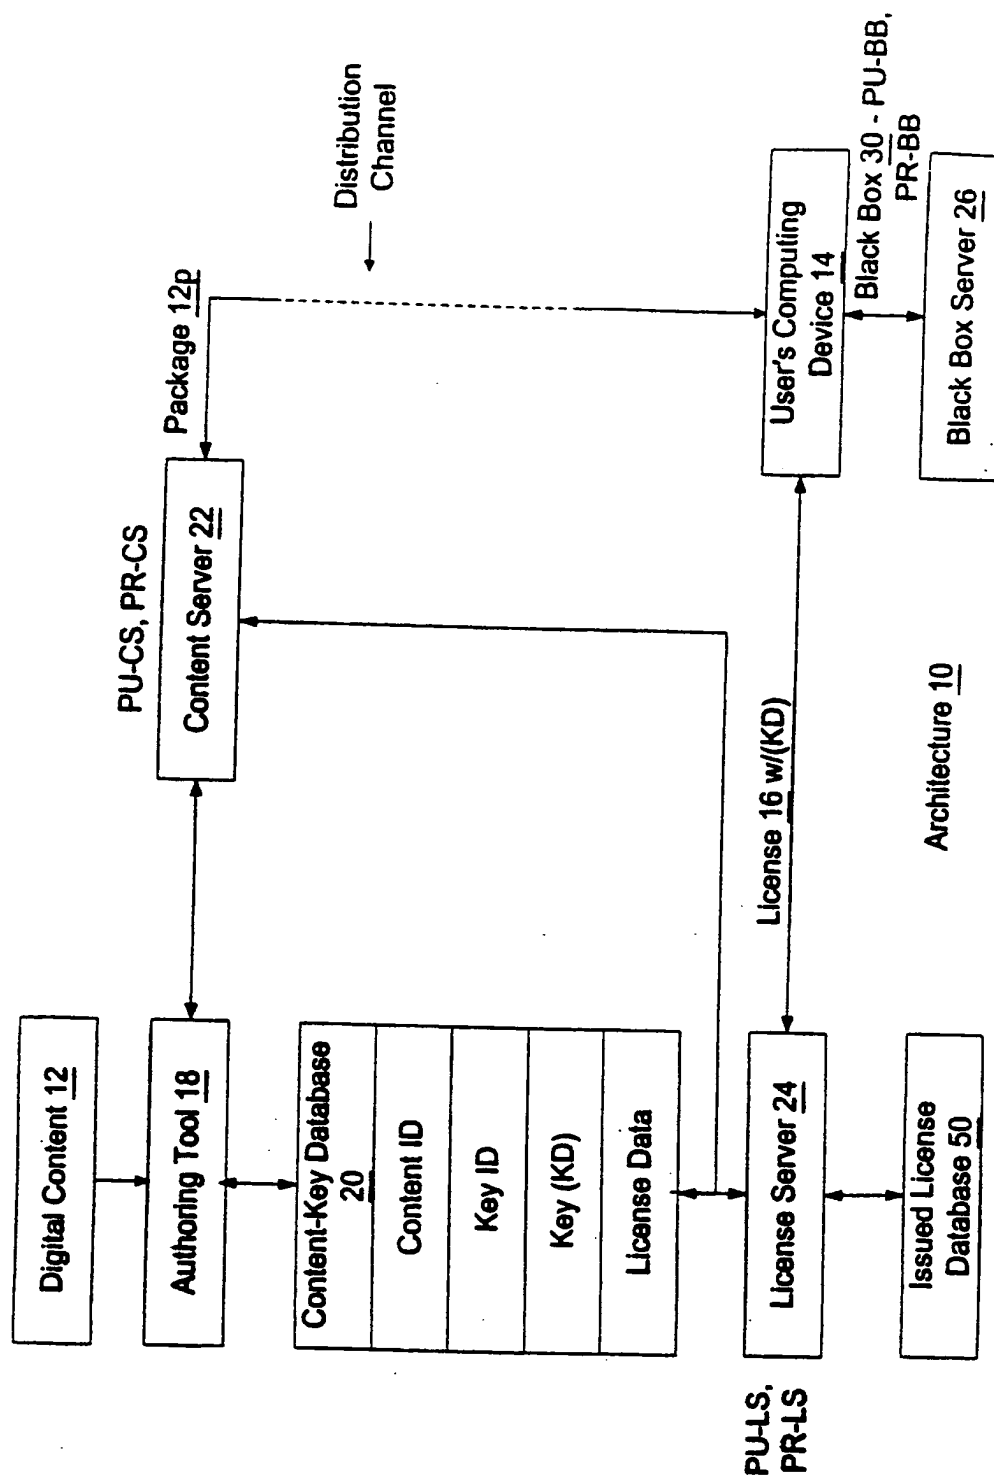 Digital Content 12
Authoring Tool 18
Content-Key Database
20
Content ID
Key ID
Key (KD)
License Data
PU-LS,
PR-LS
License Server 24
Issued License
Database 50
PU-CS, PR-CS
Content Server 22
Package 12p
Distribution
Channel
License 16 w/(KD)
User's Computing
Device 14
Black Box 30 - PU-BB,
PR-BB
Black Box Server 26
Architecture 10